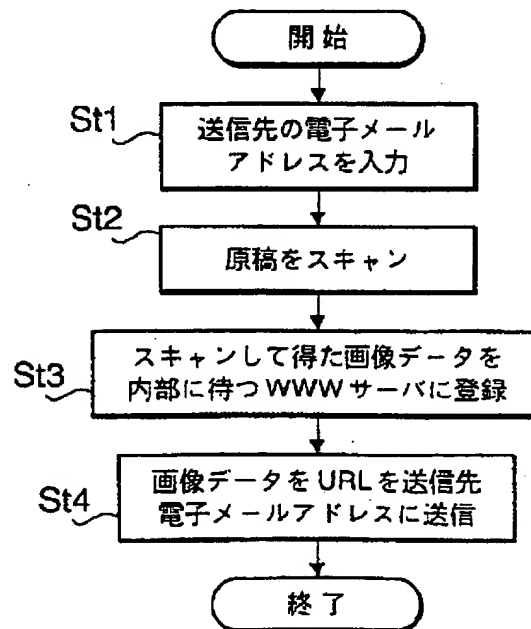 開始
St1
送信先の電子メール
アドレスを入力
St2
原稿をスキャン
St3
スキャンして得た画像データを
内部に待つWWWサーバに登録
St4
画像データをURLを送信先
電子メールアドレスに送信
終了